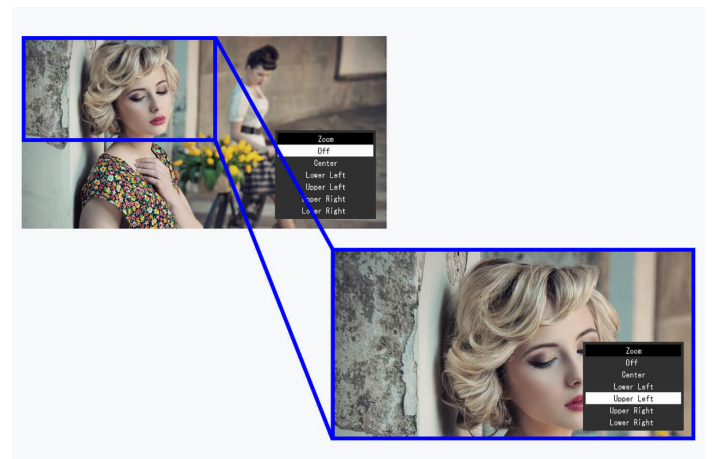 Zoom
Off
Center
Lower Left
Upper Left
Upper Right
Lower Right
Zoom
Off
Center
Lower Left
Upper Left
Upper Right
Lower Right